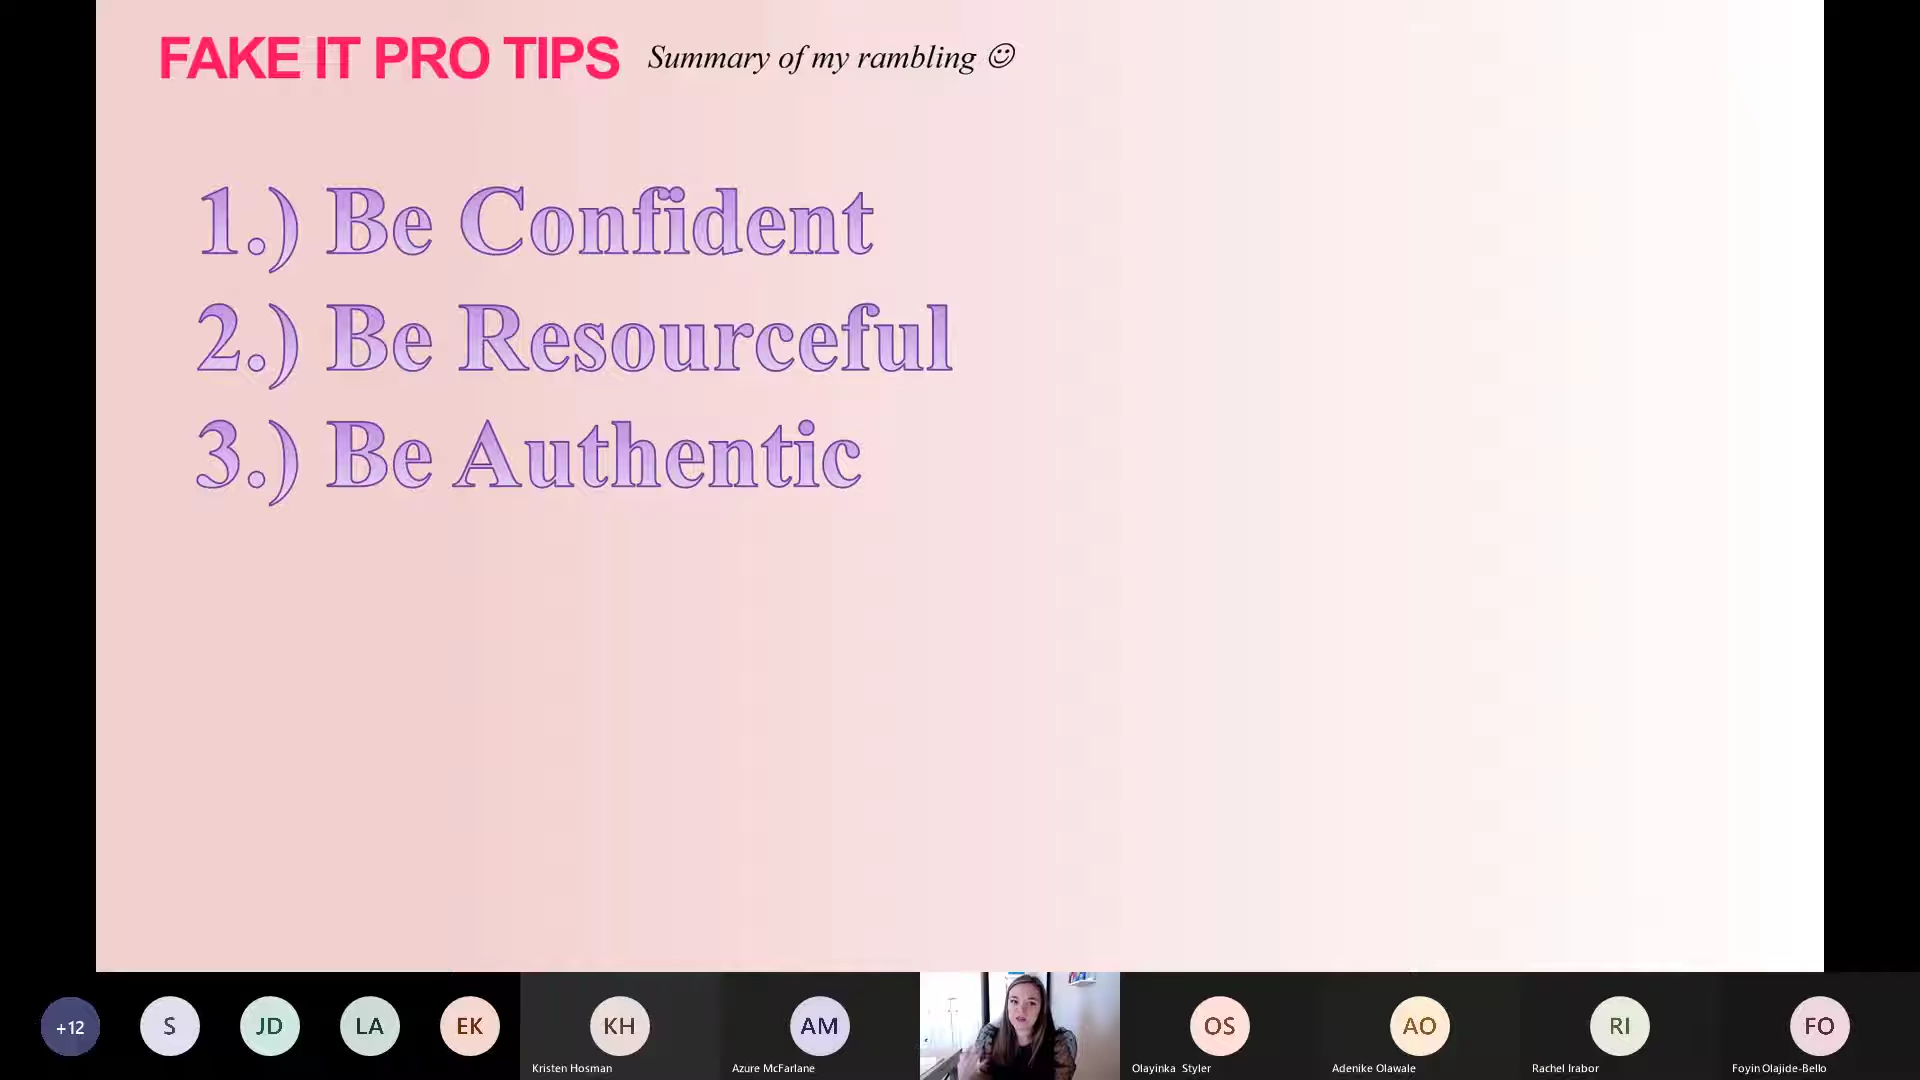 FAKE IT PRO TIPS Summary of my rambling ☺
1.) Be Confident
2.) Be Resourceful
3.) Be Authentic
+12 S JD LA EK KH AM OS AO RI FO
Kristen Hosman Azure McFarlane Olayinka Styler Adenike Olawale Rachel Irabor Foyin Olajide-Bello